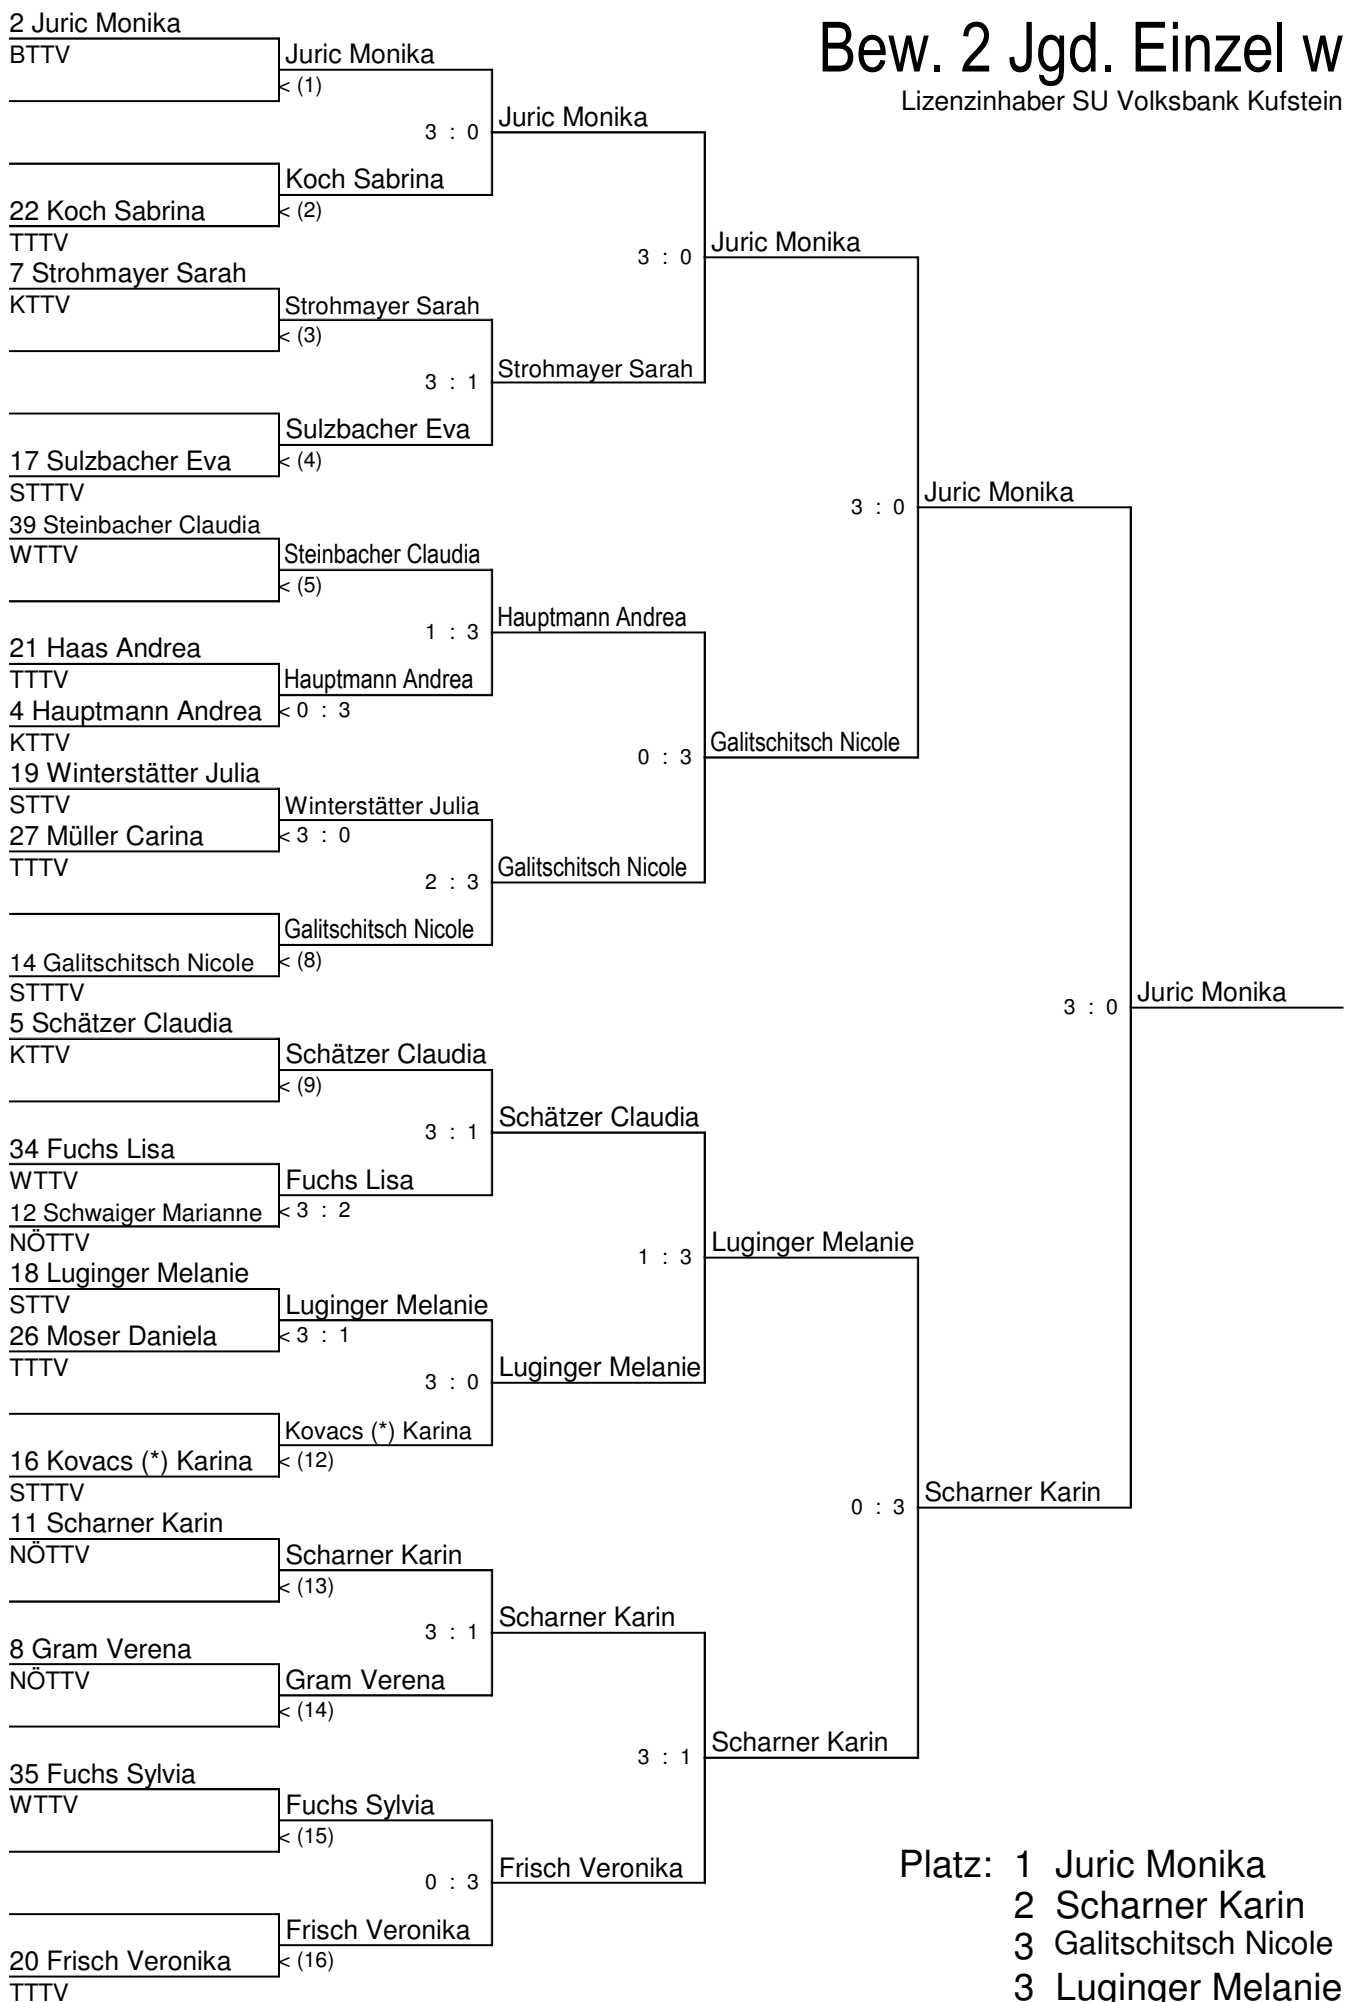 Bew. 2 Jgd. Einzel w
Lizenzinhaber SU Volksbank Kufstein
2 Juric Monika
BTTV
Juric Monika
< (1)
3 : 0
Juric Monika
Koch Sabrina
22 Koch Sabrina
< (2)
TTTV
3 : 0
Juric Monika
7 Strohmayer Sarah
KTTV
Strohmayer Sarah
< (3)
3 : 1
Strohmayer Sarah
Sulzbacher Eva
17 Sulzbacher Eva
< (4)
STTTV
3 : 0
Juric Monika
39 Steinbacher Claudia
WTTV
Steinbacher Claudia
< (5)
1 : 3
Hauptmann Andrea
21 Haas Andrea
TTTV
Hauptmann Andrea
4 Hauptmann Andrea
< 0 : 3
KTTV
0 : 3
Galitschitsch Nicole
19 Winterstätter Julia
STTV
Winterstätter Julia
27 Müller Carina
< 3 : 0
TTTV
2 : 3
Galitschitsch Nicole
Galitschitsch Nicole
14 Galitschitsch Nicole
< (8)
STTTV
3 : 0
Juric Monika
5 Schätzer Claudia
KTTV
Schätzer Claudia
< (9)
3 : 1
Schätzer Claudia
34 Fuchs Lisa
WTTV
Fuchs Lisa
12 Schwaiger Marianne
< 3 : 2
NÖTTV
1 : 3
Luginger Melanie
18 Luginger Melanie
STTV
Luginger Melanie
26 Moser Daniela
< 3 : 1
TTTV
3 : 0
Luginger Melanie
Kovacs (*) Karina
16 Kovacs (*) Karina
< (12)
STTTV
0 : 3
Scharner Karin
11 Scharner Karin
NÖTTV
Scharner Karin
< (13)
3 : 1
Scharner Karin
8 Gram Verena
NÖTTV
Gram Verena
< (14)
3 : 1
Scharner Karin
35 Fuchs Sylvia
WTTV
Fuchs Sylvia
< (15)
0 : 3
Frisch Veronika
Frisch Veronika
20 Frisch Veronika
< (16)
TTTV
Platz: 1 Juric Monika
2 Scharner Karin
3 Galitschitsch Nicole
3 Luginger Melanie